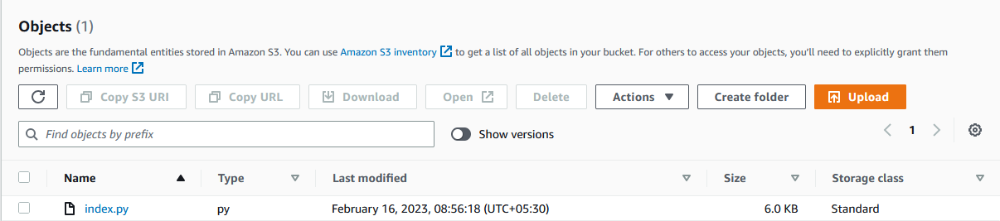 Objects (1)
Objects are the fundamental entities stored in Amazon S3. You can use Amazon S3 inventory to get a list of all objects in your bucket. For others to access your objects, you'll need to explicitly grant them
permissions. Learn more
Copy S3 URI Copy URL Download Open Delete Actions Create folder Upload
Find objects by prefix Show versions 1
Name Type Last modified Size Storage class
index.py py February 16, 2023, 08:56:18 (UTC+05:30) 6.0 KB Standard